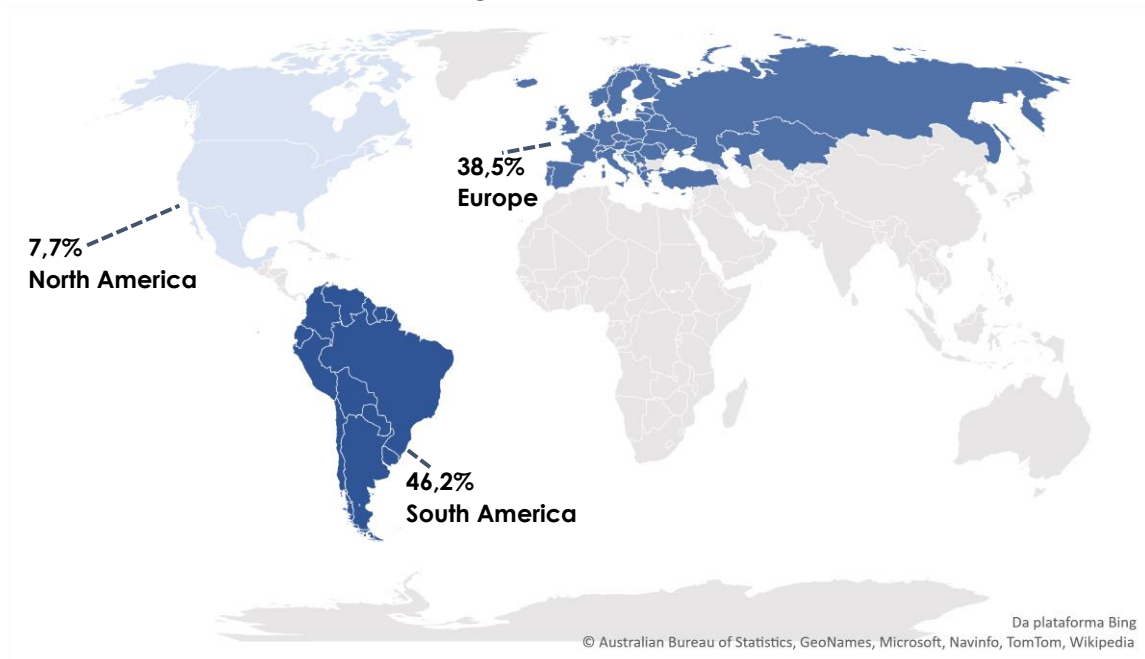 38,5%
Europe
7,7%
North America
46,2%
South America
Da plataforma Bing
© Australian Bureau of Statistics, GeoNames, Microsoft, Navinfo, TomTom, Wikipedia